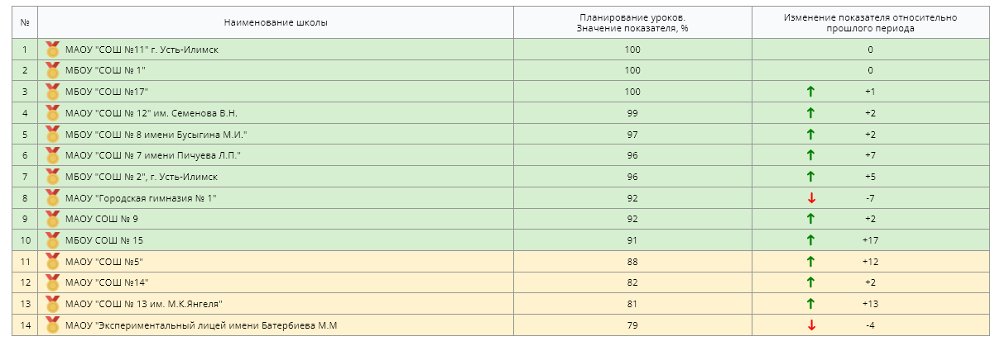 № Наименование школы Планирование уроков. Значение показателя, % Изменение показателя относительно прошлого периода
1 МАОУ "СОШ №11" г. Усть-Илимск 100 0
2 МБОУ "СОШ № 1" 100 0
3 МБОУ "СОШ №17" 100 +1
4 МАОУ "СОШ № 12" им. Семенова В.Н. 99 +2
5 МБОУ "СОШ № 8 имени Бусыгина М.И." 97 +2
6 МАОУ "СОШ № 7 имени Пичуева Л.П." 96 +7
7 МБОУ "СОШ № 2", г. Усть-Илимск 96 +5
8 МАОУ "Городская гимназия № 1" 92 -7
9 МАОУ СОШ № 9 92 +2
10 МБОУ СОШ № 15 91 +17
11 МАОУ "СОШ №5" 88 +12
12 МАОУ "СОШ №14" 82 +2
13 МАОУ "СОШ № 13 им. М.К.Янгеля" 81 +13
14 МАОУ "Экспериментальный лицей имени Батербиева М.М 79 -4